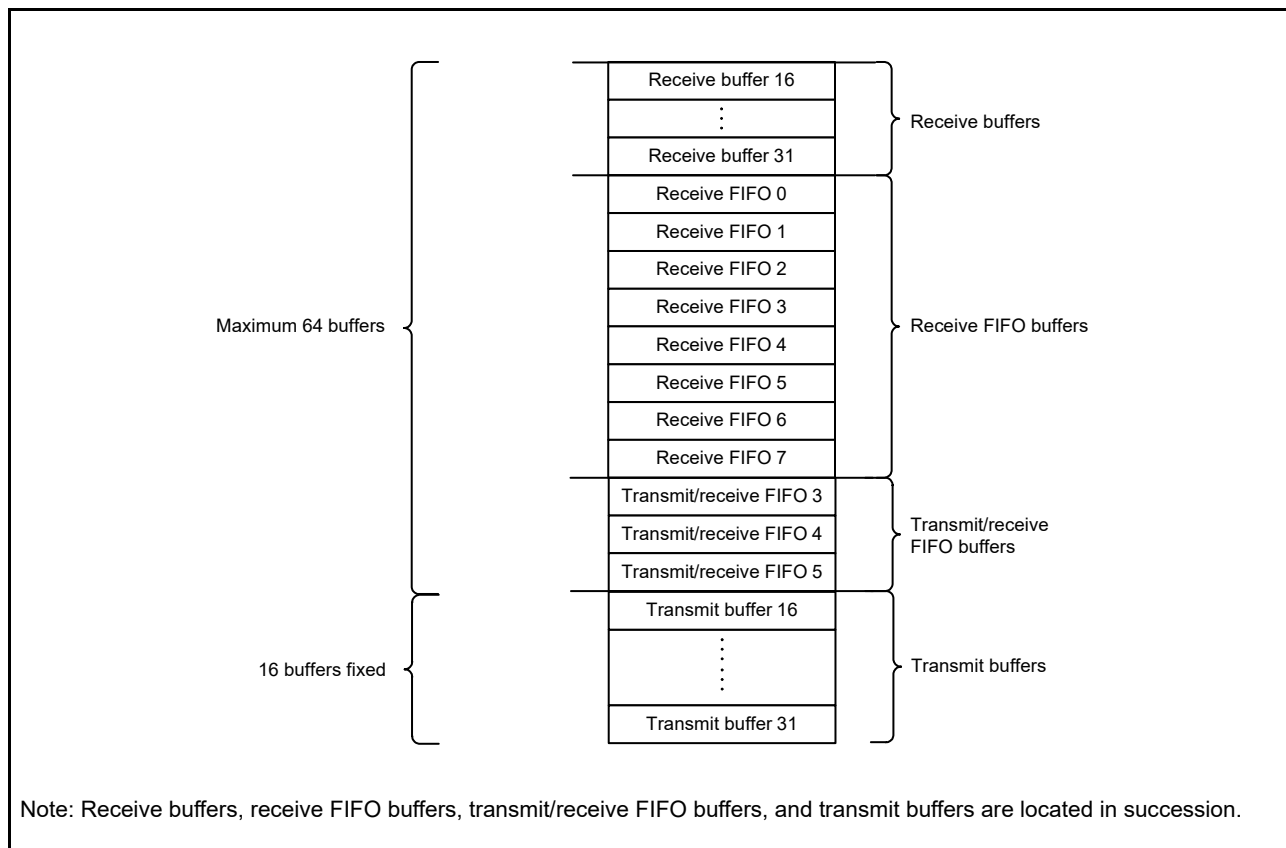 Receive buffer 16
Receive buffer 31
Receive buffers
Receive FIFO 0
Receive FIFO 1
Receive FIFO 2
Receive FIFO 3
Receive FIFO 4
Receive FIFO 5
Receive FIFO 6
Receive FIFO 7
Maximum 64 buffers
Receive FIFO buffers
Transmit/receive FIFO 3
Transmit/receive FIFO 4
Transmit/receive FIFO 5
Transmit/receive
FIFO buffers
Transmit buffer 16
Transmit buffer 31
16 buffers fixed
Transmit buffers
Note: Receive buffers, receive FIFO buffers, transmit/receive FIFO buffers, and transmit buffers are located in succession.